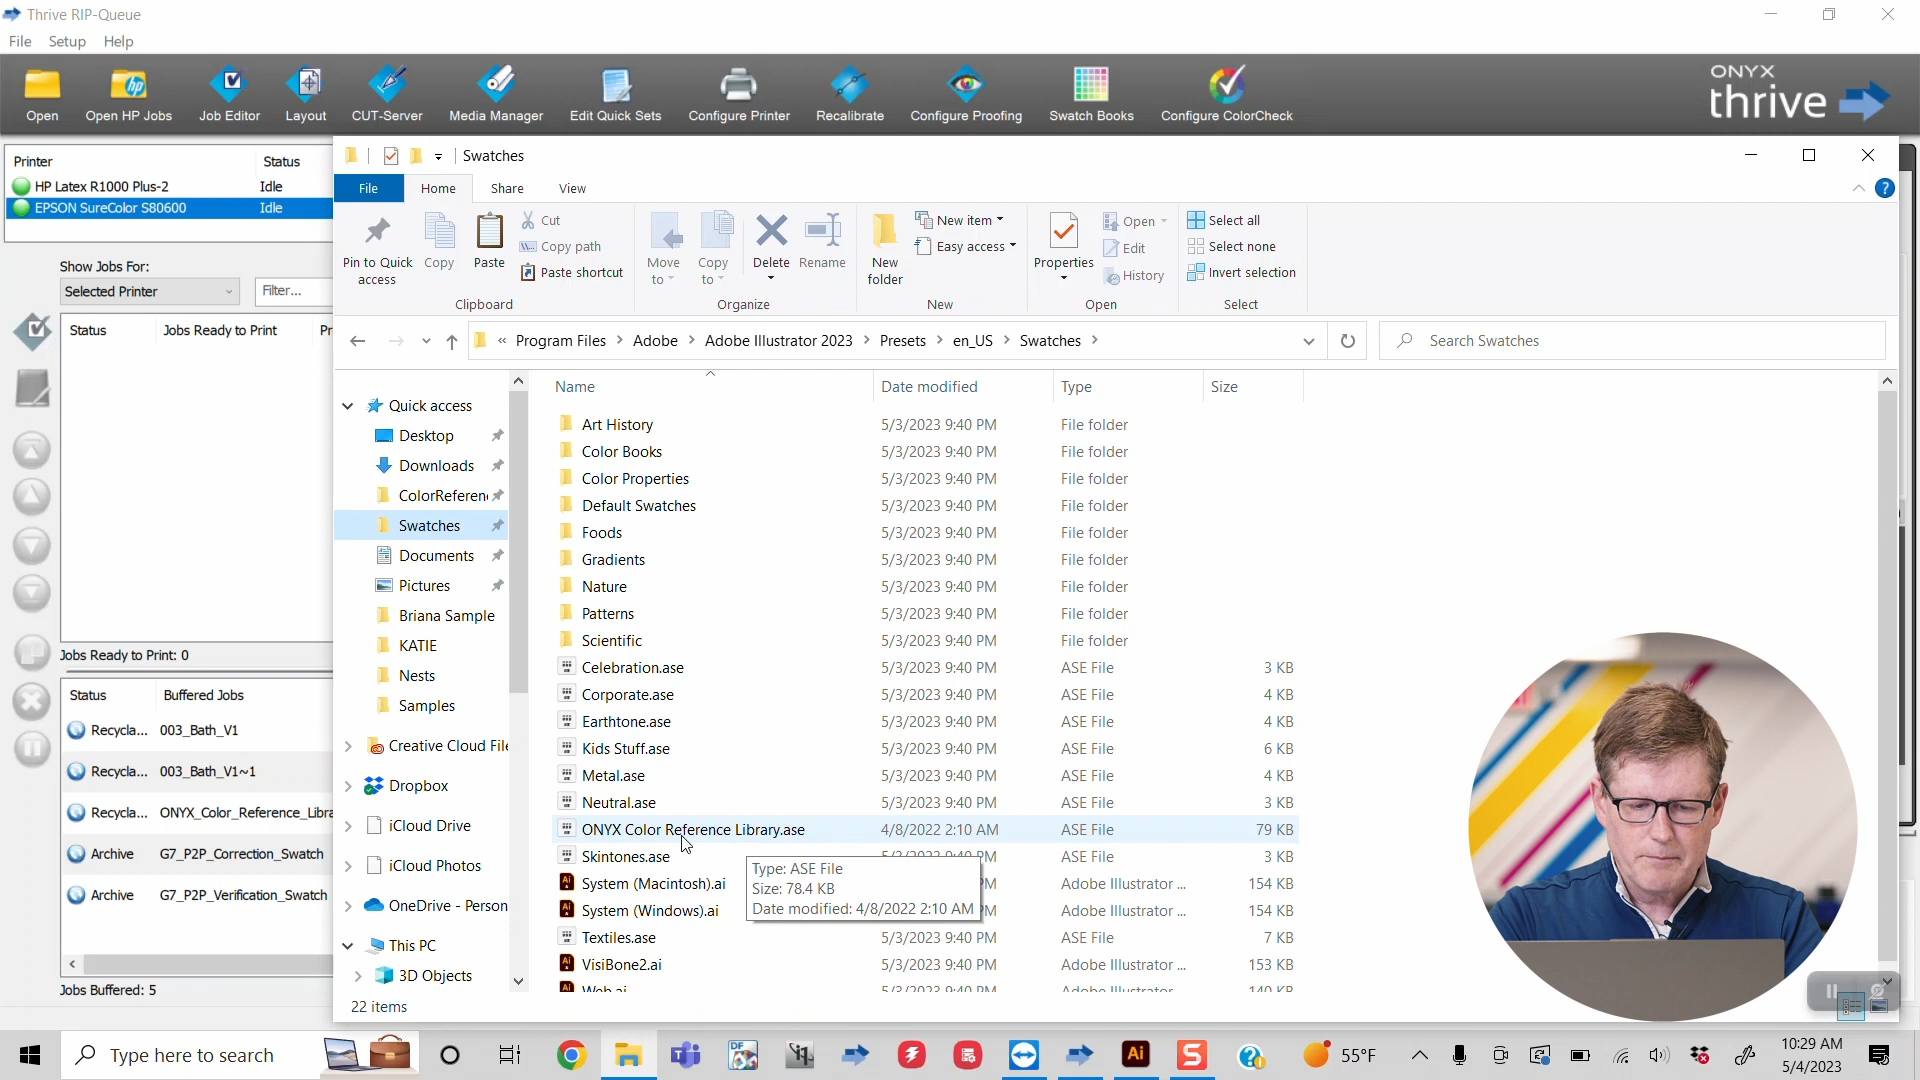 Thrive RIP-Queue
File Setup Help
Open
Open HP Jobs
Job Editor
Layout
CUT-Server
Media Manager
Edit Quick Sets
Configure Printer
Recalibrate
Configure Proofing
Swatch Books
Configure ColorCheck
ONYX
thrive
Printer Status
HP Latex R1000 Plus-2 Idle
EPSON SureColor S80600 Idle
Show Jobs For:
Selected Printer
Filter...
Status Jobs Ready to Print Pr
Jobs Ready to Print: 0
Status Buffered Jobs
Recycla... 003_Bath_V1
Recycla... 003_Bath_V1~1
Recycla... ONYX_Color_Reference_Libra
Archive G7_P2P_Correction_Swatch
Archive G7_P2P_Verification_Swatch
Jobs Buffered: 5
Swatches
File Home Share View
Pin to Quick access
Copy
Paste
Cut
Copy path
Paste shortcut
Clipboard
Move to
Copy to
Delete
Rename
Organize
New folder
New item
Easy access
New
Properties
Open
Edit
History
Open
Select all
Select none
Invert selection
Select
« Program Files > Adobe > Adobe Illustrator 2023 > Presets > en_US > Swatches >
Search Swatches
Quick access
Desktop
Downloads
ColorReferen
Swatches
Documents
Pictures
Briana Sample
KATIE
Nests
Samples
Creative Cloud File
Dropbox
iCloud Drive
iCloud Photos
OneDrive - Person
This PC
3D Objects
Name Date modified Type Size
Art History 5/3/2023 9:40 PM File folder
Color Books 5/3/2023 9:40 PM File folder
Color Properties 5/3/2023 9:40 PM File folder
Default Swatches 5/3/2023 9:40 PM File folder
Foods 5/3/2023 9:40 PM File folder
Gradients 5/3/2023 9:40 PM File folder
Nature 5/3/2023 9:40 PM File folder
Patterns 5/3/2023 9:40 PM File folder
Scientific 5/3/2023 9:40 PM File folder
Celebration.ase 5/3/2023 9:40 PM ASE File 3 KB
Corporate.ase 5/3/2023 9:40 PM ASE File 4 KB
Earthtone.ase 5/3/2023 9:40 PM ASE File 4 KB
Kids Stuff.ase 5/3/2023 9:40 PM ASE File 6 KB
Metal.ase 5/3/2023 9:40 PM ASE File 4 KB
Neutral.ase 5/3/2023 9:40 PM ASE File 3 KB
ONYX Color Reference Library.ase 4/8/2022 2:10 AM ASE File 79 KB
Skintones.ase PM ASE File 3 KB
System (Macintosh).ai PM Adobe Illustrator ... 154 KB
System (Windows).ai PM Adobe Illustrator ... 154 KB
Textiles.ase 5/3/2023 9:40 PM ASE File 7 KB
VisiBone2.ai 5/3/2023 9:40 PM Adobe Illustrator ... 153 KB
Type: ASE File
Size: 78.4 KB
Date modified: 4/8/2022 2:10 AM
22 items
Type here to search
55°F
10:29 AM
5/4/2023